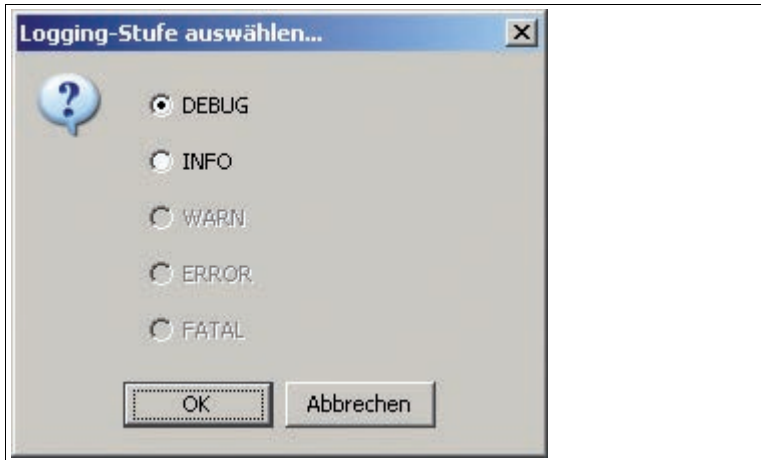 Logging-Stufe auswählen...
DEBUG
INFO
WARN
ERROR
FATAL
OK
Abbrechen